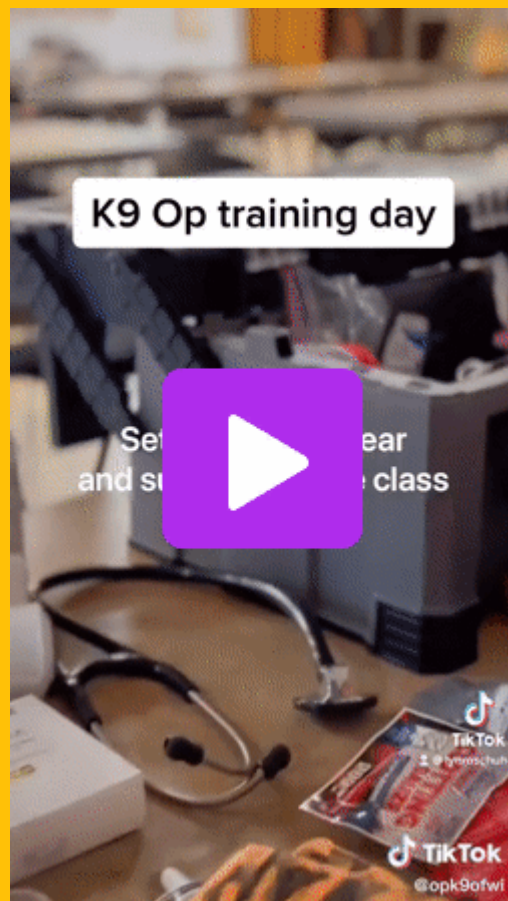 K9 Op training day
Set ear
and su e class
TikTok
TikTok
@opk9ofwi